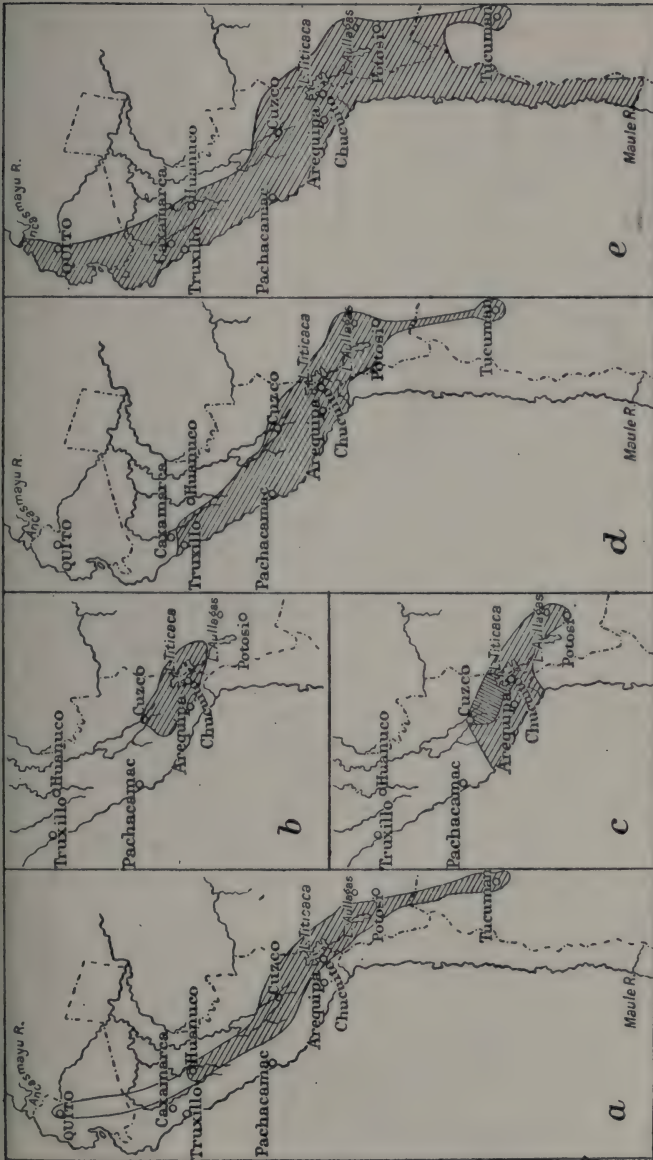 Ancasmayu R.
QUITO
Caxamarca
Huanuco
Truxillo
Pachacamac
Cuzco
L. Titicaca
Arequipa
L. Aullagas
Chucuito
Potosi
Tucuman
Maule R.
a
Truxillo
Huanuco
Pachacamac
Cuzco
L. Titicaca
Arequipa
L. Aullagas
Chucuito
Potosi
b
Truxillo
Huanuco
Pachacamac
Cuzco
L. Titicaca
Arequipa
L. Aullagas
Chucuito
Potosi
c
Ancasmayu R.
QUITO
Caxamarca
Huanuco
Truxillo
Pachacamac
Cuzco
L. Titicaca
Arequipa
L. Aullagas
Chucuito
Potosi
Tucuman
Maule R.
d
Ancasmayu R.
QUITO
Caxamarca
Huanuco
Truxillo
Pachacamac
Cuzco
L. Titicaca
Arequipa
L. Aullagas
Chucuito
Potosi
Tucuman
Maule R.
e